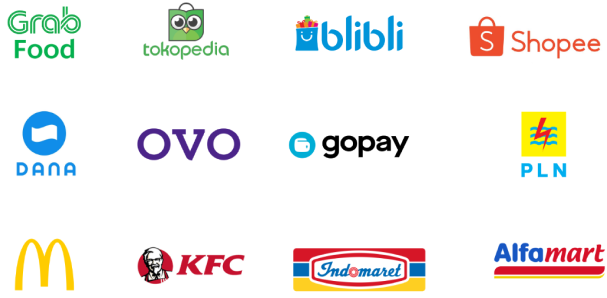 Grab
Food
tokopedia
blibli
S Shopee
DANA
OVO
gopay
PLN
M
KFC
Indomaret
Alfamart